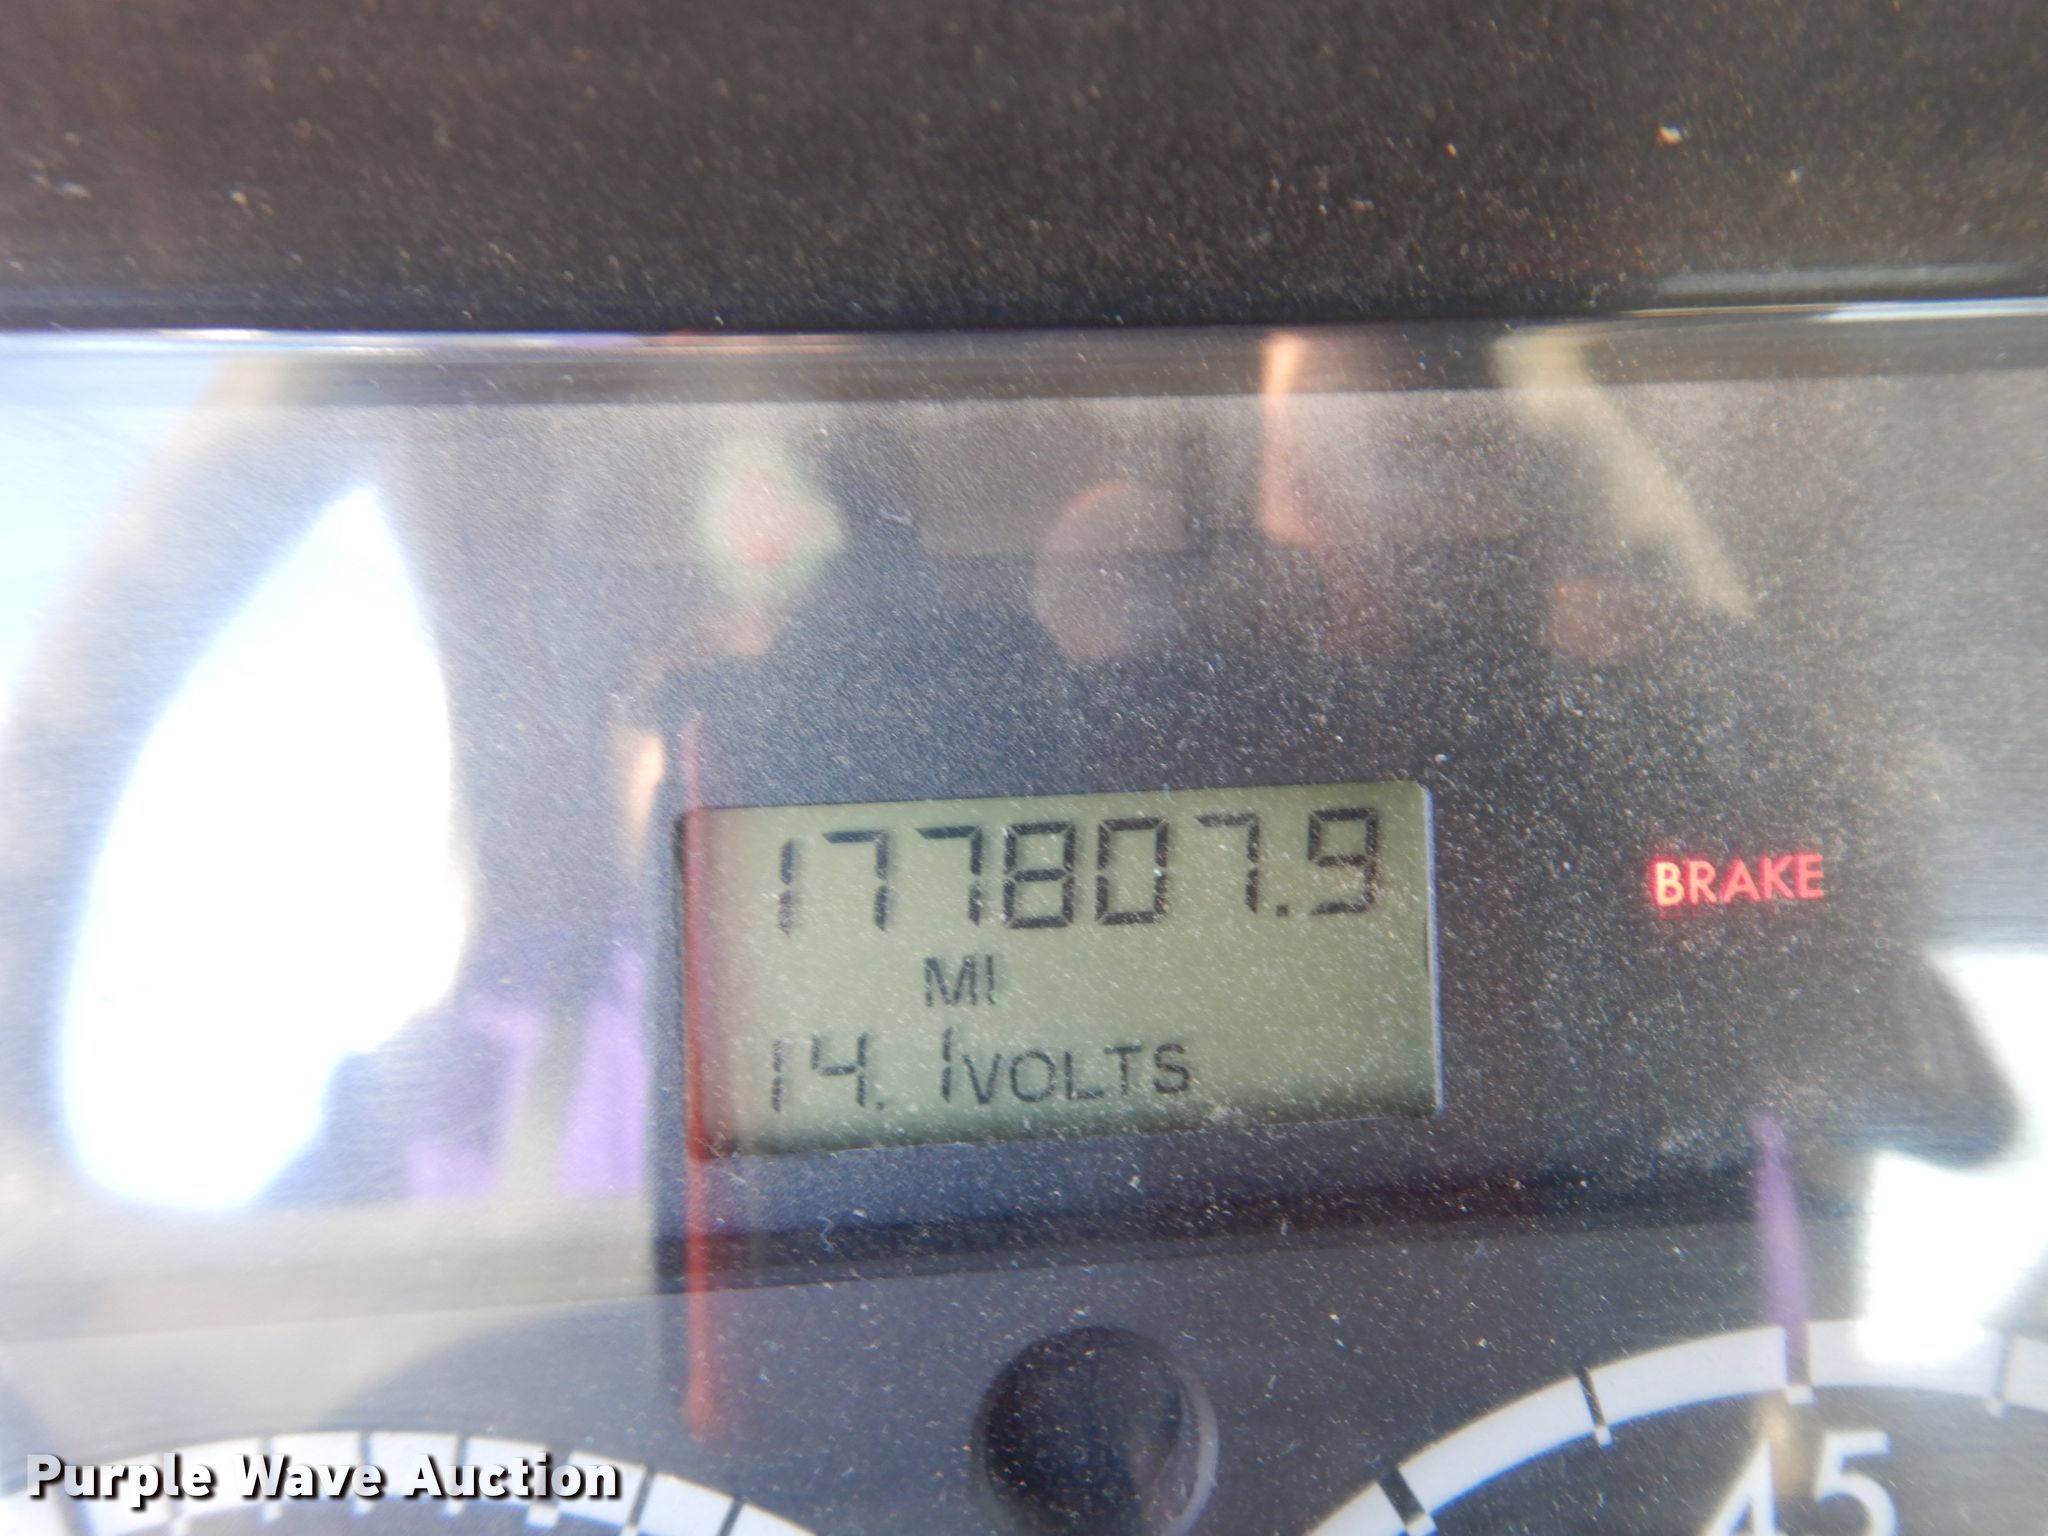 177807.9
MI
14.1VOLTS
BRAKE
45
Purple Wave Auction